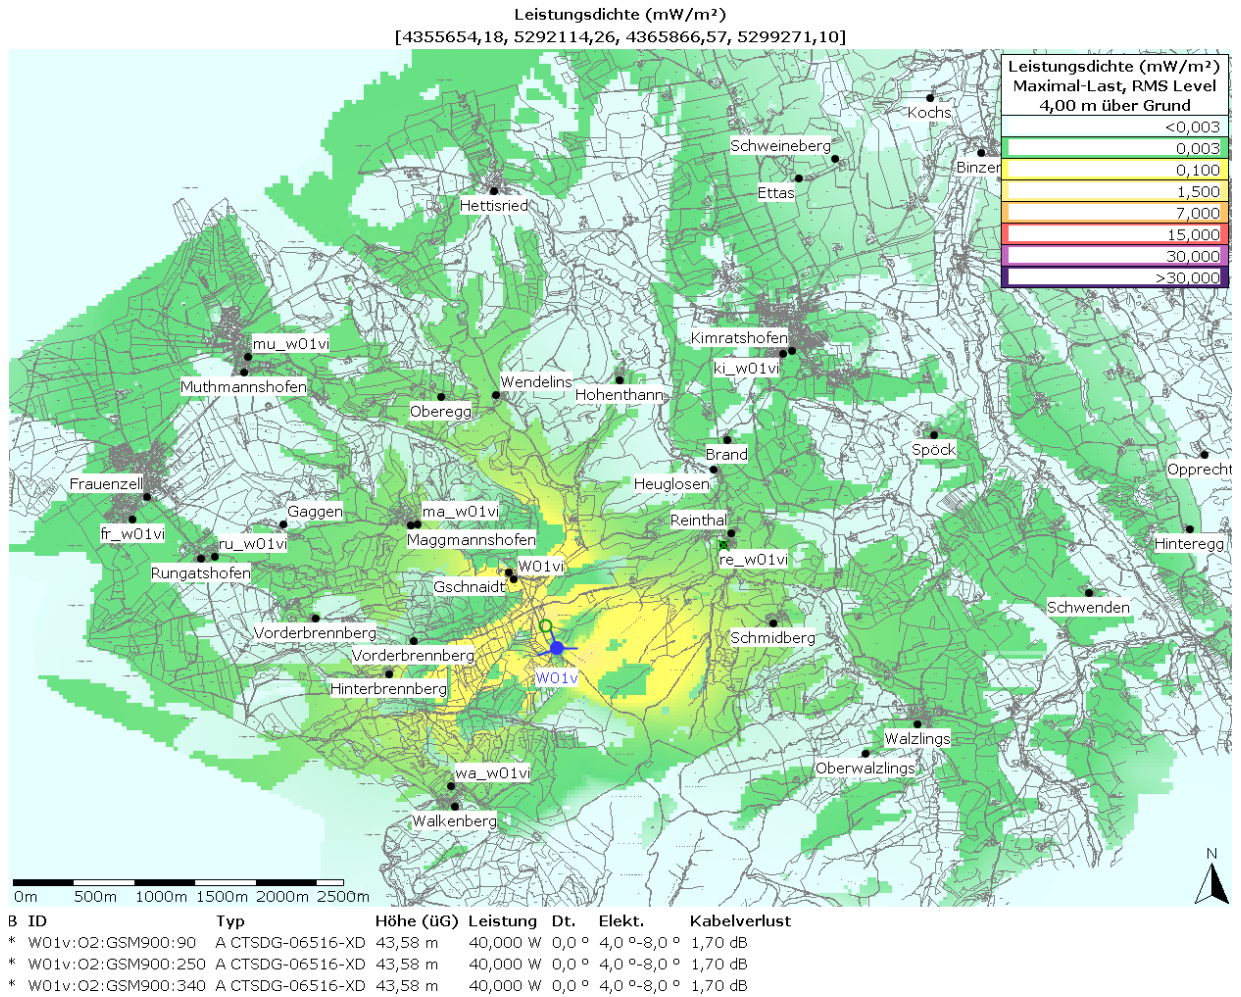 Leistungsdichte (mW/m²)
[4355654,18, 5292114,26, 4365866,57, 5299271,10]
Leistungsdichte (mW/m²)
Maximal-Last, RMS Level
4,00 m über Grund
<0,003
0,003
0,100
1,500
7,000
15,000
30,000
>30,000
Kochs
Schweineberg
Binzer
Ettas
Hettisried
Kimratshofen
mu_w01vi
ki_w01vi
Muthmannshofen
Wendelins
Hohenthann
Oberegg
Brand
Spöck
Opprecht
Frauenzell
Heuglosen
Gaggen
ma_w01vi
Reinthal
fr_w01vi
Maggmannshofen
ru_w01vi
Hinteregg
re_w01vi
W01vi
Rungatshofen
Gschnaidt
Schwenden
Vorderbrennberg
Schmidberg
Vorderbrennberg
W01v
Hinterbrennberg
Walzlings
Oberwalzlings
wa_w01vi
Walkenberg
N
0m 500m 1000m 1500m 2000m 2500m
B ID Typ Höhe (üG) Leistung Dt. Elekt. Kabelverlust
* W01v:O2:GSM900:90 A CTSDG-06516-XD 43,58 m 40,000 W 0,0 º 4,0 º-8,0 º 1,70 dB
* W01v:O2:GSM900:250 A CTSDG-06516-XD 43,58 m 40,000 W 0,0 º 4,0 º-8,0 º 1,70 dB
* W01v:O2:GSM900:340 A CTSDG-06516-XD 43,58 m 40,000 W 0,0 º 4,0 º-8,0 º 1,70 dB